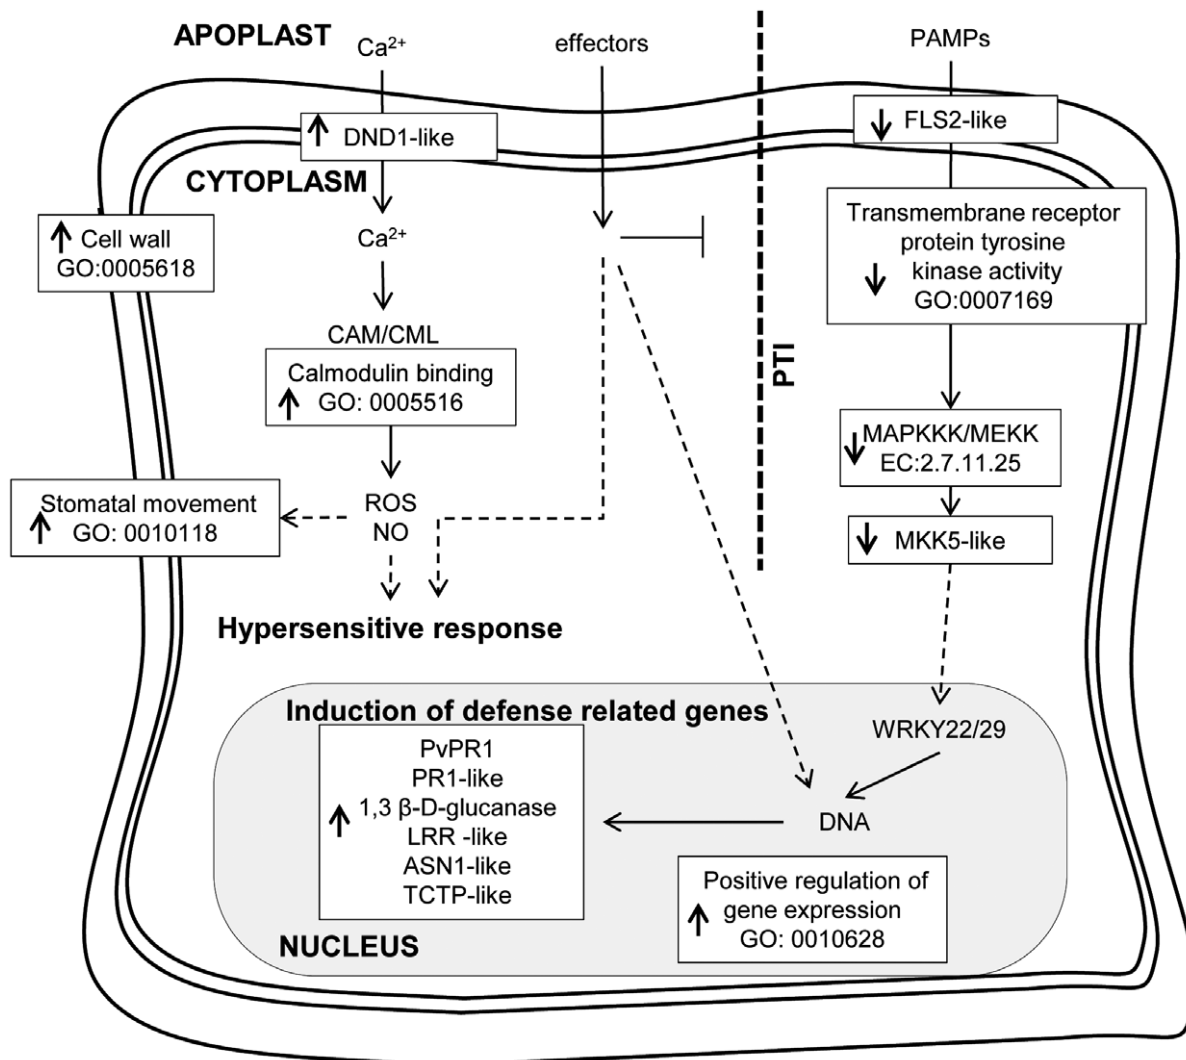 APOPLAST
Ca²⁺
effectors
PAMPs
DND1-like
FLS2-like
CYTOPLASM
Cell wall
GO:0005618
Ca²⁺
Transmembrane receptor
protein tyrosine
kinase activity
GO:0007169
CAM/CML
Calmodulin binding
GO: 0005516
PTI
MAPKKK/MEKK
EC:2.7.11.25
Stomatal movement
GO: 0010118
ROS
NO
MKK5-like
Hypersensitive response
Induction of defense related genes
PvPR1
PR1-like
1,3 β-D-glucanase
LRR -like
ASN1-like
TCTP-like
WRKY22/29
DNA
Positive regulation of
gene expression
GO: 0010628
NUCLEUS